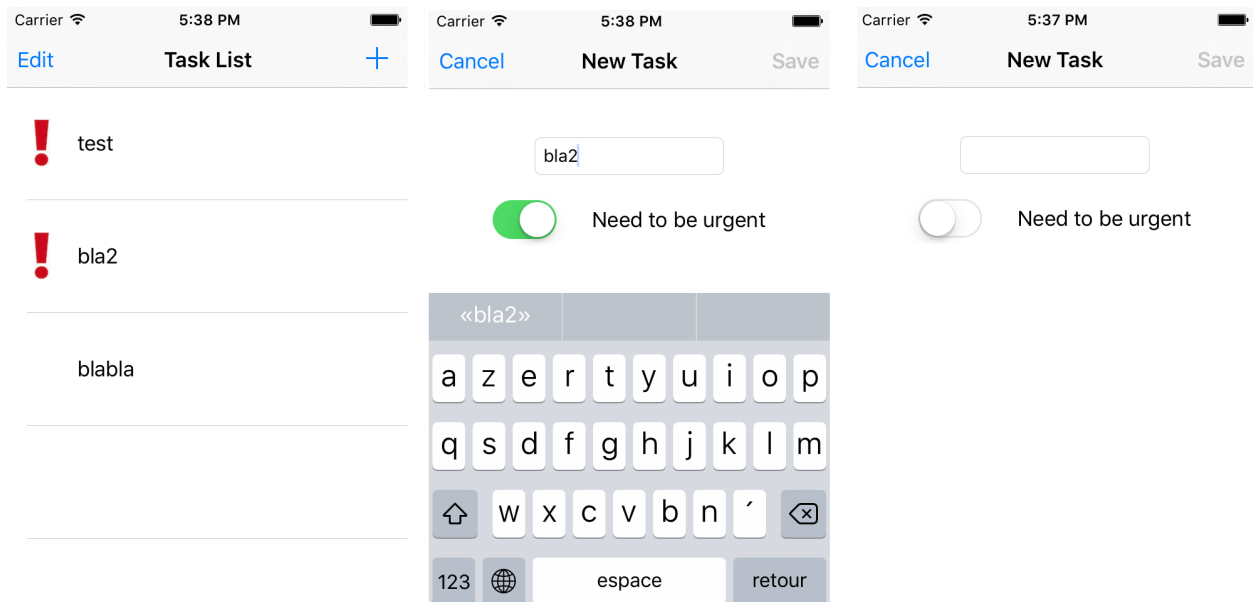 Carrier 5:38 PM
Edit Task List +
test
bla2
blabla
Carrier 5:38 PM
Cancel New Task Save
bla2
Need to be urgent
«bla2»
a z e r t y u i o p
q s d f g h j k l m
w x c v b n ´
123 espace retour
Carrier 5:37 PM
Cancel New Task Save
Need to be urgent